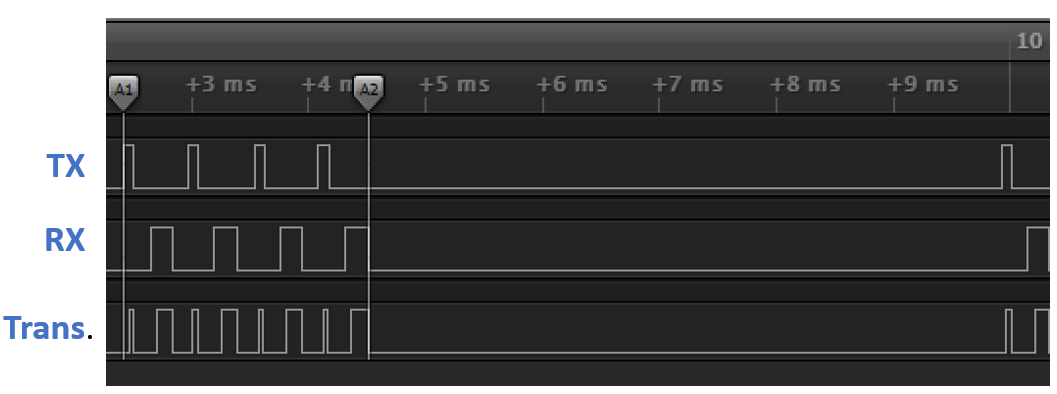 10
+3 ms +4 +5 ms +6 ms +7 ms +8 ms +9 ms
A1 A2
TX
RX
Trans.